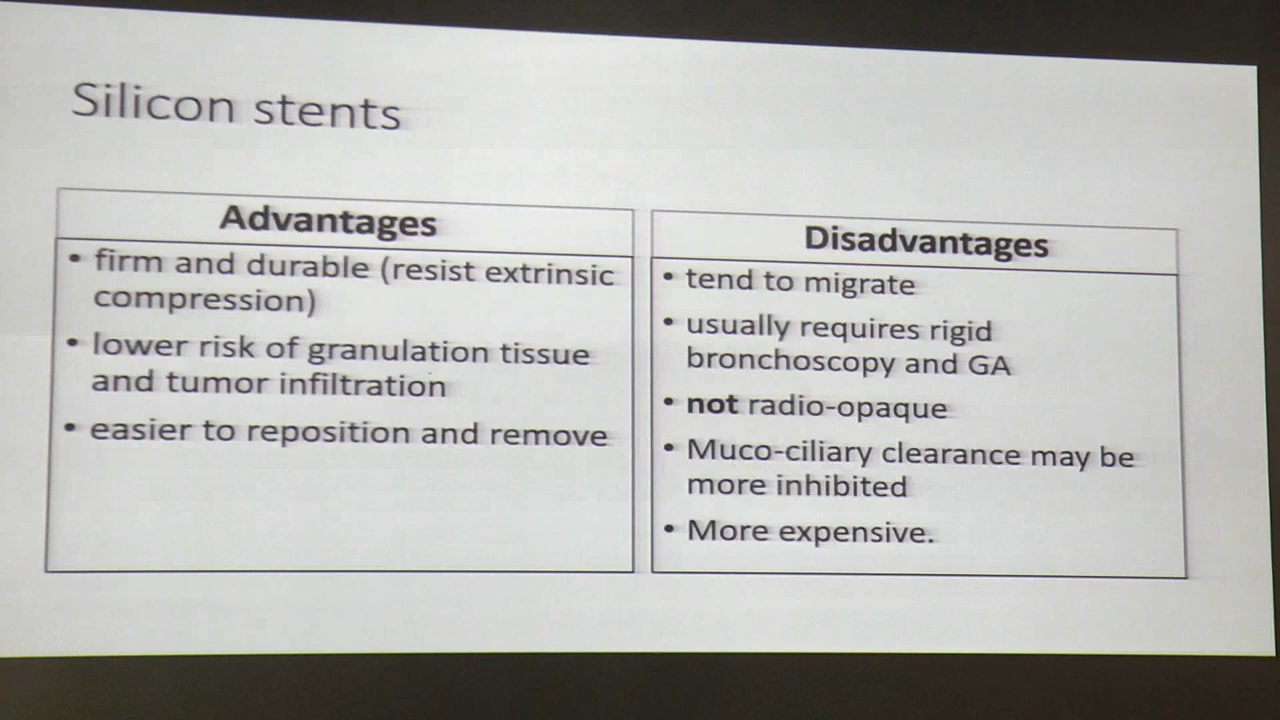 Silicon stents
Advantages
• firm and durable (resist extrinsic
compression)
• lower risk of granulation tissue
and tumor infiltration
• easier to reposition and remove
Disadvantages
• tend to migrate
• usually requires rigid
bronchoscopy and GA
• not radio-opaque
• Muco-ciliary clearance may be
more inhibited
• More expensive.